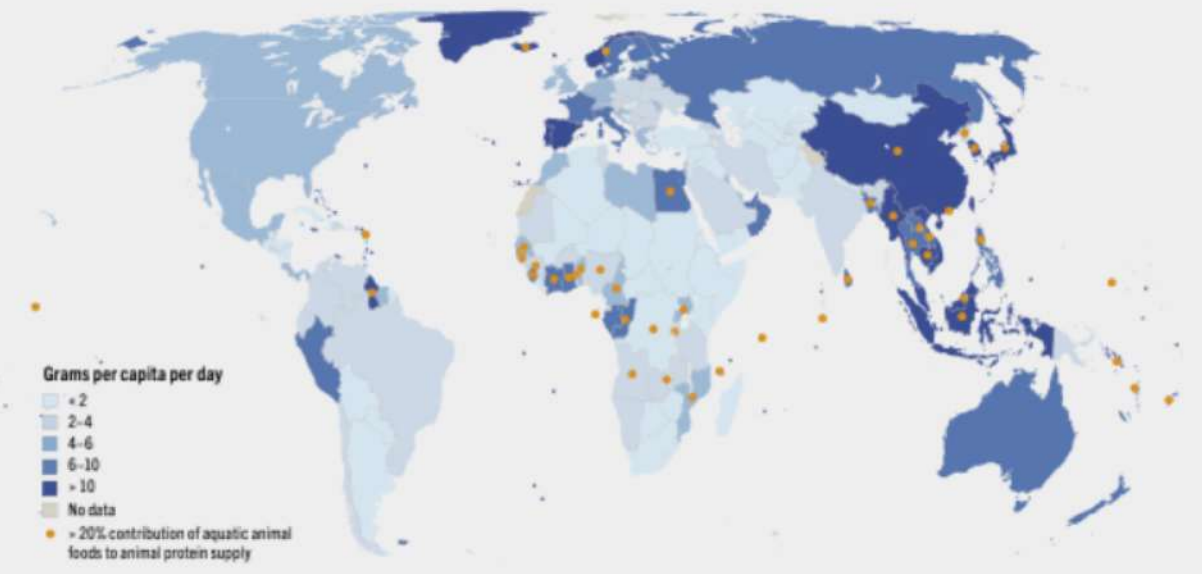 Grams per capita per day
< 2
2–4
4–6
6–10
> 10
No data
> 20% contribution of aquatic animal
foods to animal protein supply